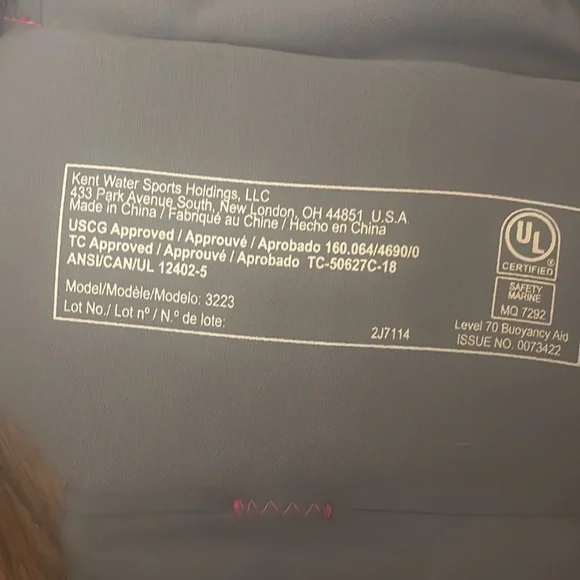 Kent Water Sports Holdings, LLC
433 Park Avenue South, New London, OH 44851 U.S.A.
Made in China / Fabriqué au Chine / Hecho en China
USCG Approved / Approuvé / Aprobado 160.064/4690/0
TC Approved / Approuvé / Aprobado TC-50627C-18
ANSI/CAN/UL 12402-5
Model/Modèle/Modelo: 3223
Lot No./ Lot nº / N.º de lote: 2J7114
UL ®
CERTIFIED
SAFETY
MARINE
MQ 7292
Level 70 Buoyancy Aid
ISSUE NO. 0073422